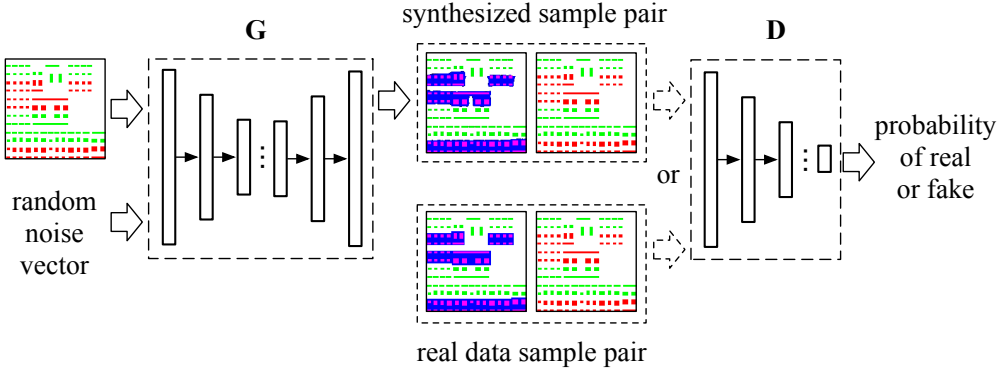 synthesized sample pair
G
D
random
noise
vector
or
probability
of real
or fake
real data sample pair